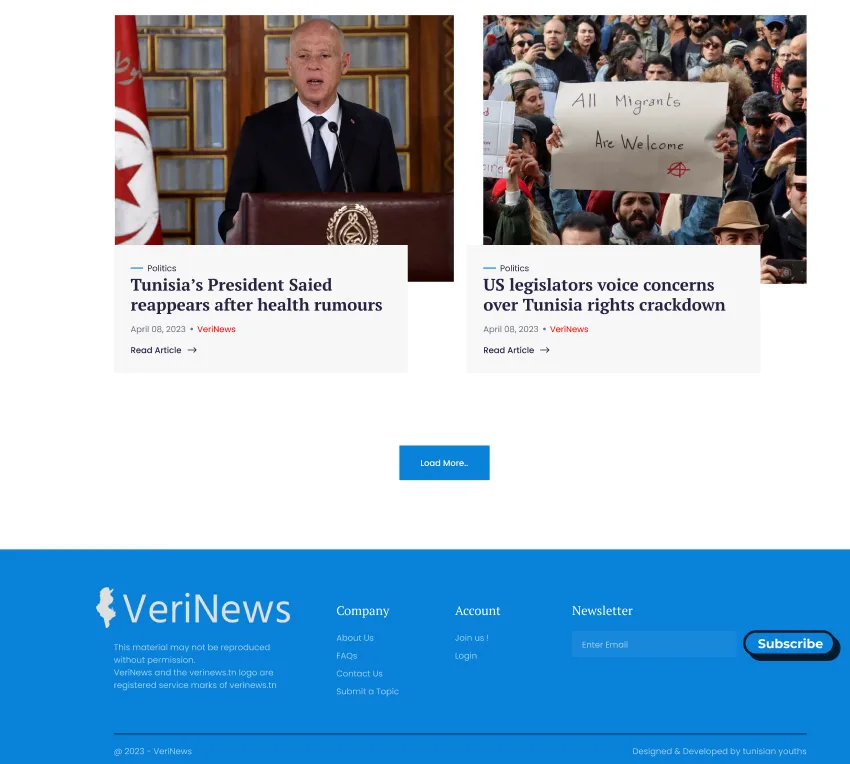 All Migrants
Are Welcome
Politics
Tunisia’s President Saied
reappears after health rumours
April 08, 2023 • VeriNews
Read Article →
Politics
US legislators voice concerns
over Tunisia rights crackdown
April 08, 2023 • VeriNews
Read Article →
Load More..
VeriNews
This material may not be reproduced
without permission.
VeriNews and the verinews.tn logo are
registered service marks of verinews.tn
Company
About Us
FAQs
Contact Us
Submit a Topic
Account
Join us !
Login
Newsletter
Enter Email
Subscribe
@ 2023 - VeriNews
Designed & Developed by tunisian youths